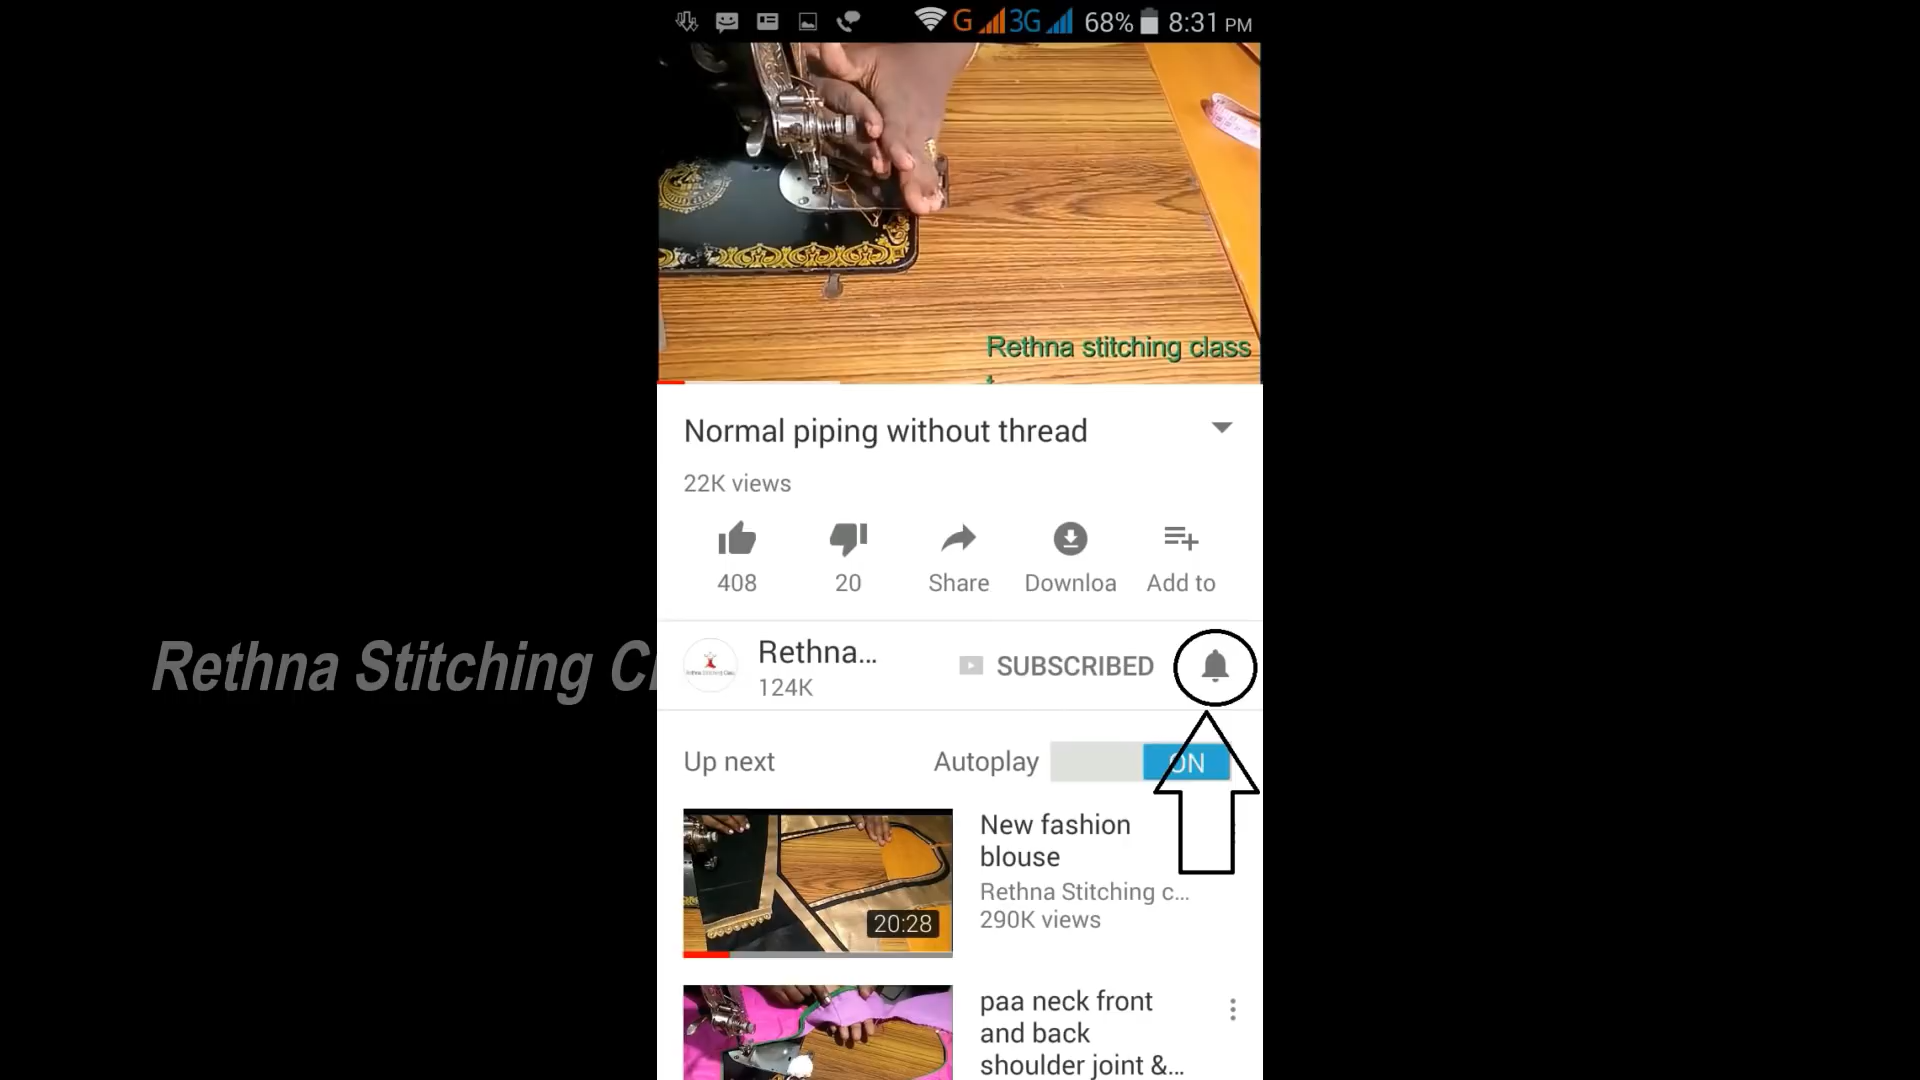 G 3G 68% 8:31 PM
Rethna stitching class
Normal piping without thread
22K views
408 20 Share Downloa Add to
Rethna Stitching Cl
Rethna...
124K
SUBSCRIBED
Up next Autoplay ON
New fashion
blouse
Rethna Stitching c...
290K views
20:28
paa neck front
and back
shoulder joint &...